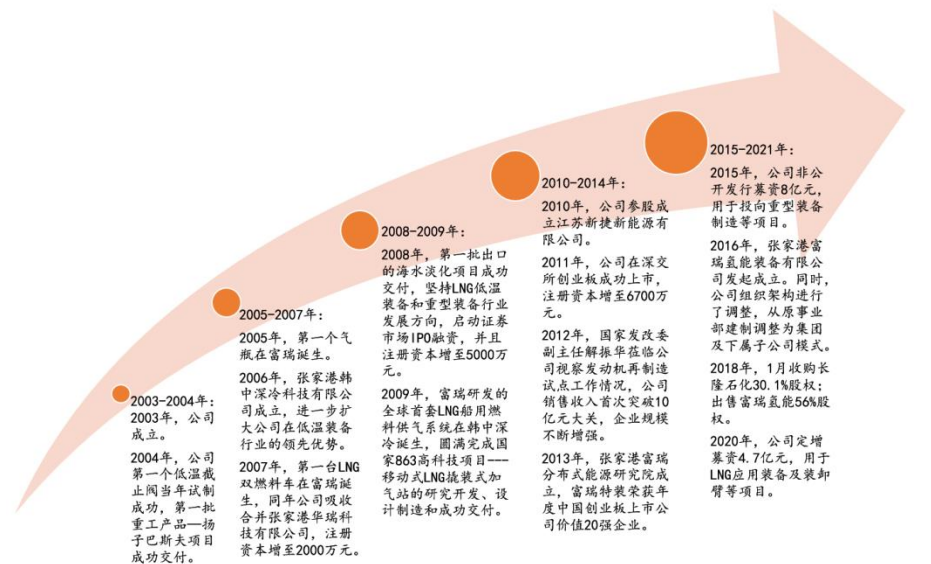 2003-2004年：
2003年，公司
成立。
2004年，公司
第一个低温截
止阀当年试制
成功，第一批
重工产品—扬
子巴斯夫项目
成功交付。
2005-2007年：
2005年，第一个气
瓶在富瑞诞生。
2006年，张家港韩
中深冷科技有限公
司成立，进一步扩
大公司在低温装备
行业的领先优势。
2007年，第一台LNG
双燃料车在富瑞诞
生，同年公司吸收
合并张家港华瑞科
技有限公司，注册
资本增至2000万元。
2008-2009年：
2008年，第一批出口
的海水淡化项目成功
交付，坚持LNG低温
装备和重型装备行业
发展方向，启动证券
市场IPO融资，并且
注册资本增至5000万
元。
2009年，富瑞研发的
全球首套LNG船用燃
料供气系统在韩中深
冷诞生，圆满完成国
家863高科技项目———
移动式LNG撬装式加
气站的研究开发、设
计制造和成功交付。
2010-2014年：
2010年，公司参股成
立江苏新捷新能源有
限公司。
2011年，公司在深交
所创业板成功上市，
注册资本增至6700万
元。
2012年，国家发改委
副主任解振华莅临公
司视察发动机再制造
试点工作情况，公司
销售收入首次突破10
亿元大关，企业规模
不断增强。
2013年，张家港富瑞
分布式能源研究院成
立，富瑞特装荣获年
度中国创业板上市公
司价值20强企业。
2015-2021年：
2015年，公司非公
开发行募资8亿元，
用于投向重型装备
制造等项目。
2016年，张家港富
瑞氢能装备有限公
司发起成立。同时，
公司组织架构进行
了调整，从原事业
部建制调整为集团
及下属子公司模式。
2018年，1月收购长
隆石化30.1%股权；
出售富瑞氢能56%股
权。
2020年，公司定增
募资4.7亿元，用于
LNG应用装备及装卸
臂等项目。